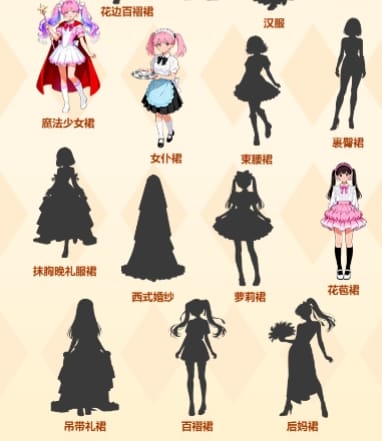 花边百褶裙
汉服
魔法少女裙
女仆裙
束腰裙
裹臀裙
抹胸晚礼服裙
西式婚纱
萝莉裙
花苞裙
吊带礼裙
百褶裙
后妈裙